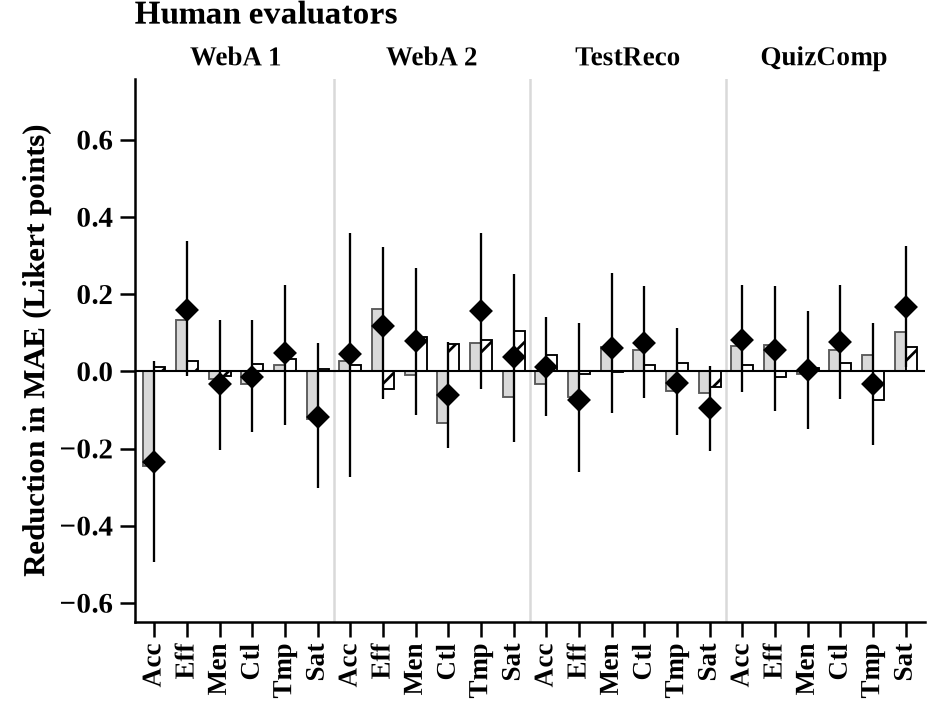 Human evaluators
WebA 1 WebA 2 TestReco QuizComp
Reduction in MAE (Likert points)
0.6
0.4
0.2
0.0
−0.2
−0.4
−0.6
Acc Eff Men Ctl Tmp Sat Acc Eff Men Ctl Tmp Sat Acc Eff Men Ctl Tmp Sat Acc Eff Men Ctl Tmp Sat